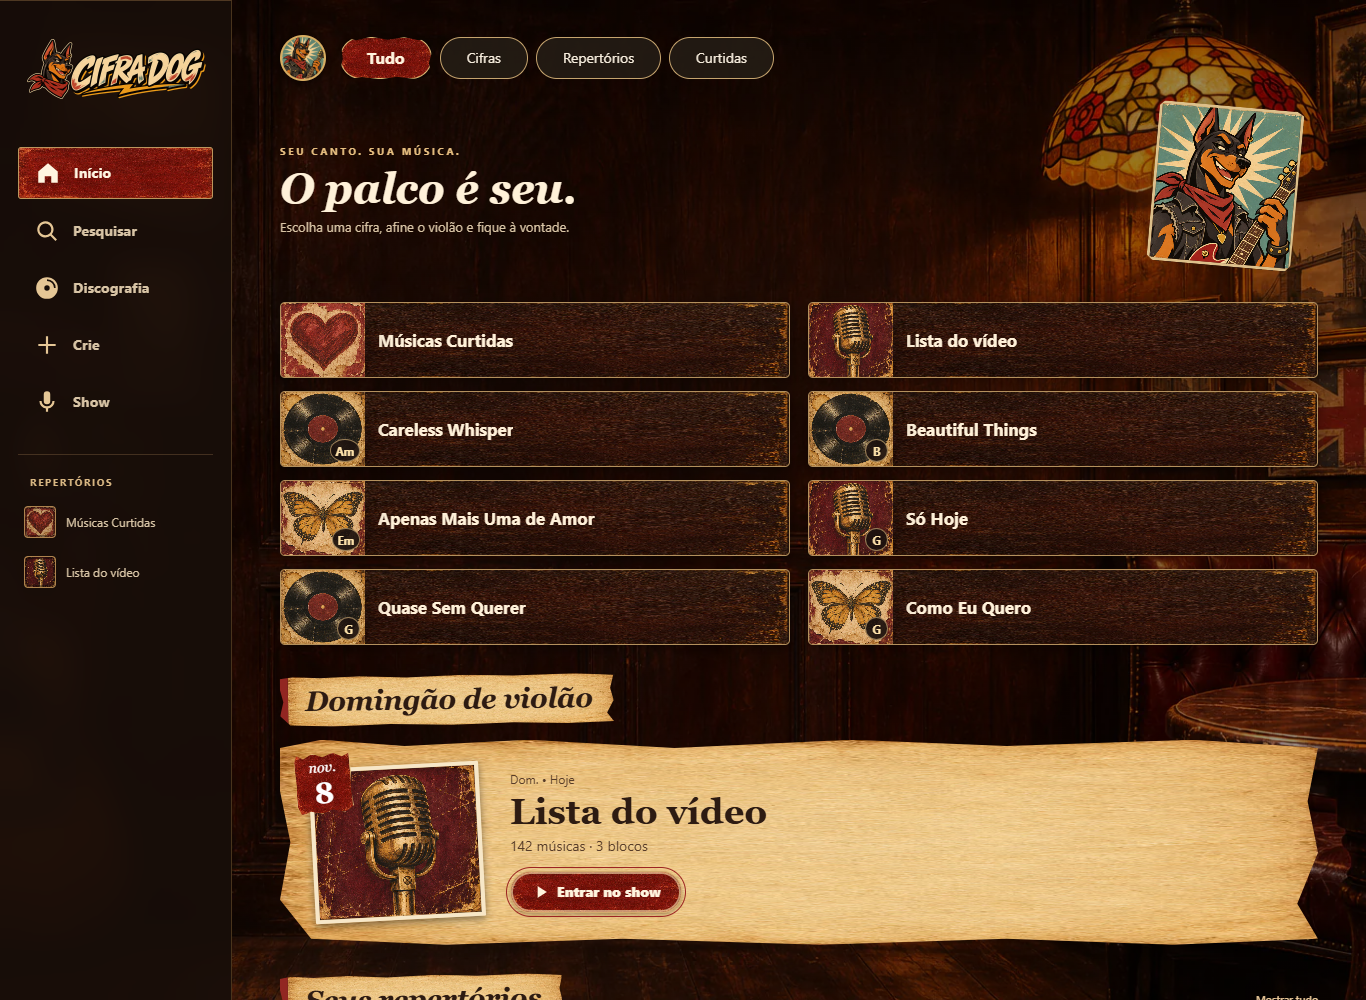 CIFRA DOG
Início
Pesquisar
Discografia
Crie
Show
REPERTÓRIOS
Músicas Curtidas
Lista do vídeo
Tudo
Cifras
Repertórios
Curtidas
SEU CANTO. SUA MÚSICA.
O palco é seu.
Escolha uma cifra, afine o violão e fique à vontade.
Músicas Curtidas
Lista do vídeo
Careless Whisper
Am
Beautiful Things
B
Apenas Mais Uma de Amor
Em
Só Hoje
G
Quase Sem Querer
G
Como Eu Quero
G
Domingão de violão
nov.
8
Dom. • Hoje
Lista do vídeo
142 músicas · 3 blocos
Entrar no show
Seus repertórios
Mostrar tudo